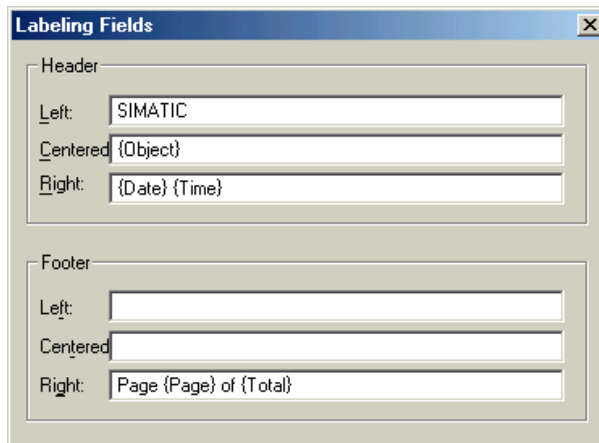 Labeling Fields
Header
Left: SIMATIC
Centered {Object}
Right: {Date} {Time}
Footer
Left:
Centered
Right: Page {Page} of {Total}